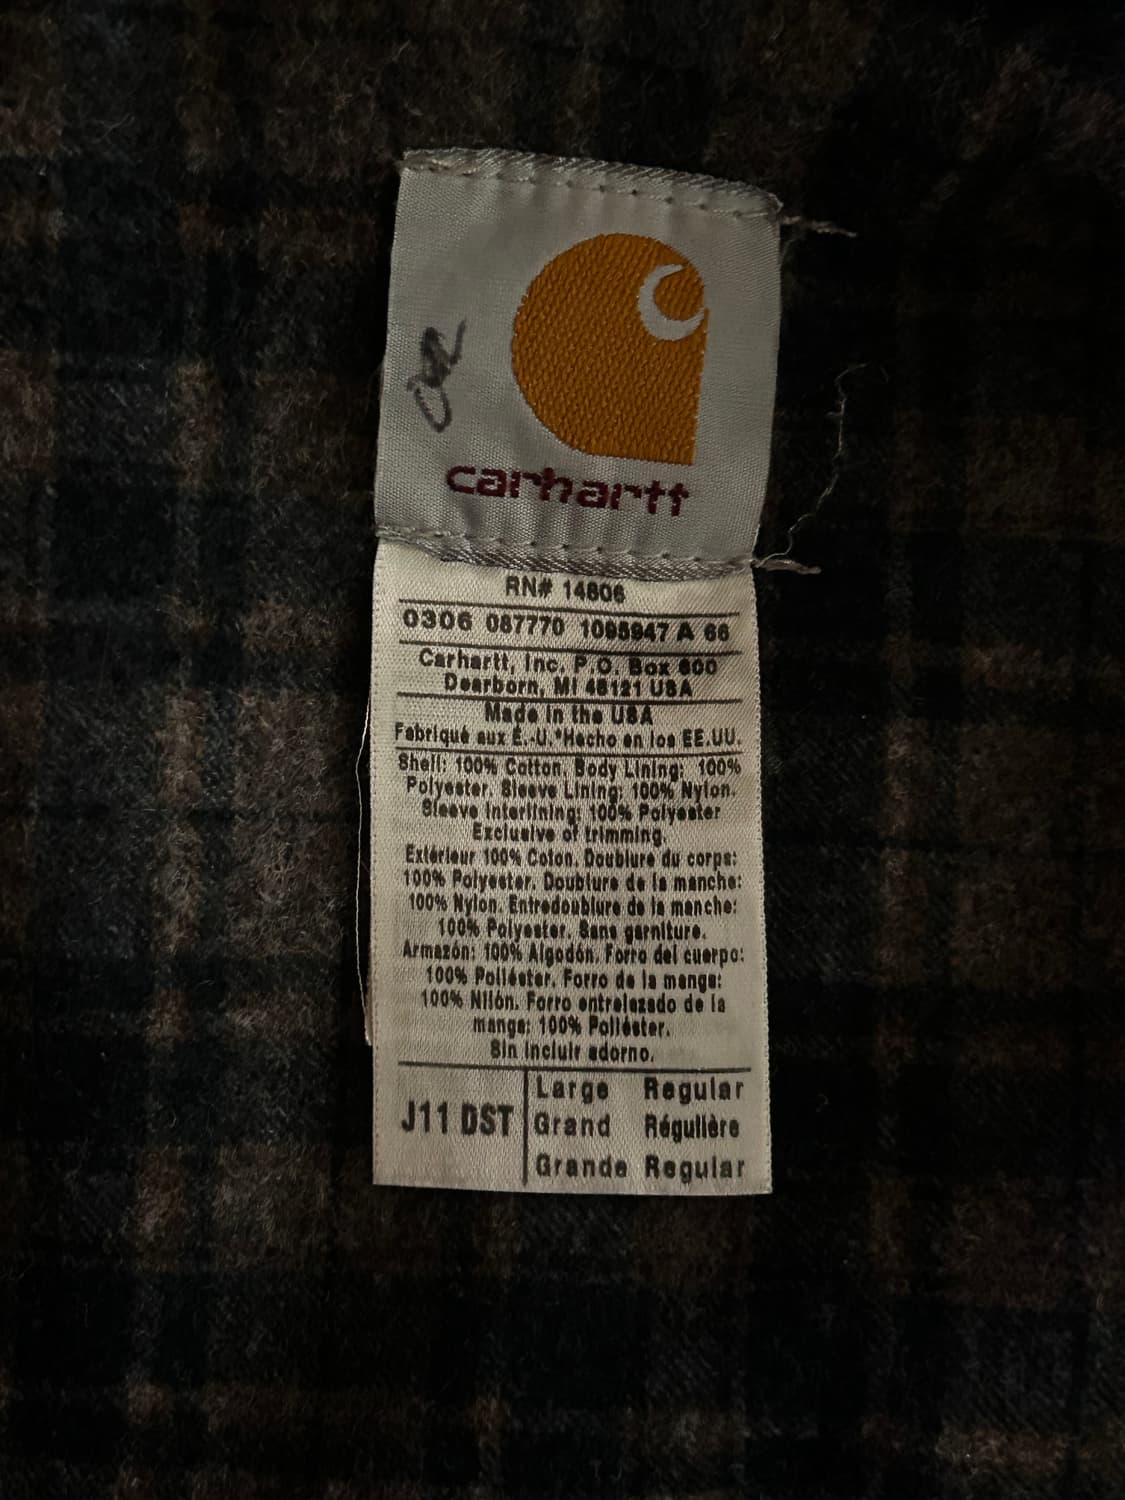 carhartt
RN# 14806
0306 087770 1095947 A 66
Carhartt, Inc. P.O. Box 600
Dearborn, MI 48121 USA
Made in the USA
Fabriqué aux É.-U.*Hecho en los EE.UU.
Shell: 100% Cotton. Body Lining: 100%
Polyester. Sleeve Lining: 100% Nylon.
Sleeve Interlining: 100% Polyester
Exclusive of trimming.
Extérieur 100% Coton. Doublure du corps:
100% Polyester. Doublure de la manche:
100% Nylon. Entredoublure de la manche:
100% Polyester. Sans garniture.
Armazón: 100% Algodón. Forro del cuerpo:
100% Poliéster. Forro de la manga:
100% Nilón. Forro entrelazado de la
manga: 100% Poliéster.
Sin incluir adorno.
J11 DST
Large Regular
Grand Régulière
Grande Regular